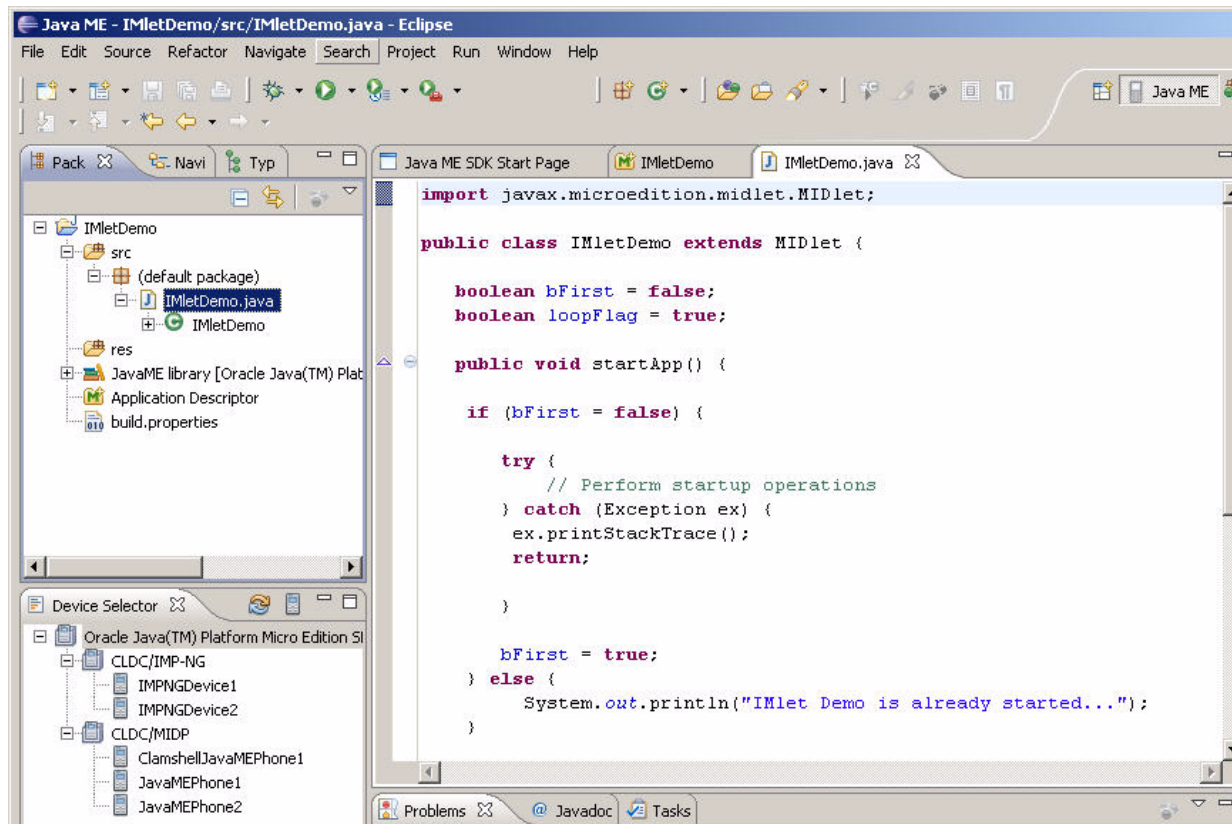 Java ME - IMletDemo/src/IMletDemo.java - Eclipse
File Edit Source Refactor Navigate Search Project Run Window Help
Java ME
Pack Navi Typ
Java ME SDK Start Page IMletDemo IMletDemo.java
IMletDemo
src
(default package)
IMletDemo.java
IMletDemo
res
JavaME library [Oracle Java(TM) Plat
Application Descriptor
build.properties
import javax.microedition.midlet.MIDlet;
public class IMletDemo extends MIDlet {
boolean bFirst = false;
boolean loopFlag = true;
public void startApp() {
if (bFirst = false) {
try {
// Perform startup operations
} catch (Exception ex) {
ex.printStackTrace();
return;
}
bFirst = true;
} else {
System.out.println("IMlet Demo is already started...");
}
Device Selector
Oracle Java(TM) Platform Micro Edition S
CLDC/IMP-NG
IMPNGDevice1
IMPNGDevice2
CLDC/MIDP
ClamshellJavaMEPhone1
JavaMEPhone1
JavaMEPhone2
Problems Javadoc Tasks